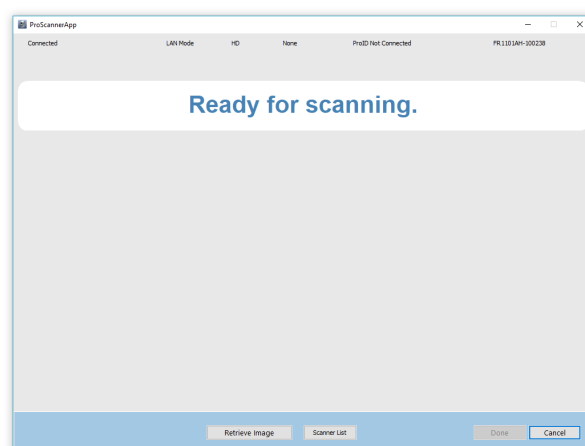 ProScannerApp
Connected LAN Mode HD None ProID Not Connected FR1101AH-100238
Ready for scanning.
Retrieve Image Scanner List Done Cancel